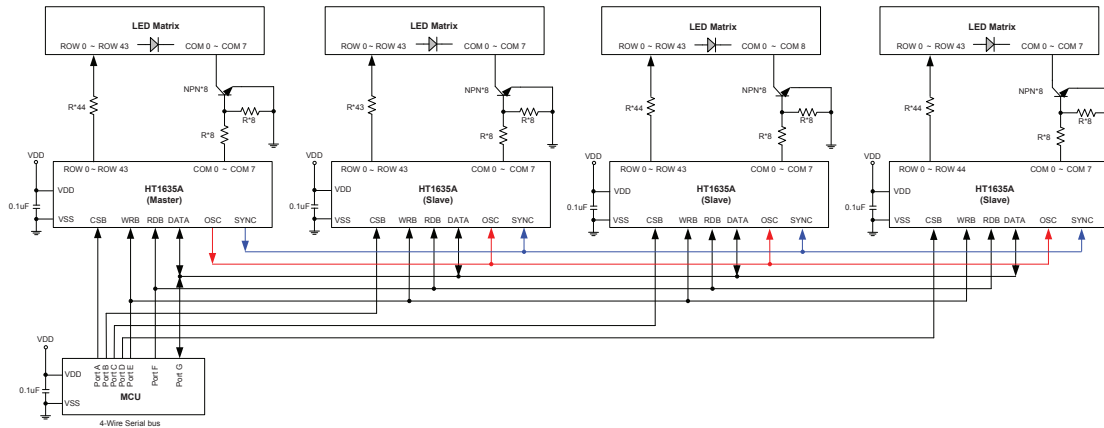 LED Matrix
ROW 0 ~ ROW 43 COM 0 ~ COM 7
NPN*8
R*44
R*8
R*8
VDD
0.1uF
VDD
VSS
ROW 0 ~ ROW 43 COM 0 ~ COM 7
HT1635A
(Master)
CSB WRB RDB DATA OSC SYNC
LED Matrix
ROW 0 ~ ROW 43 COM 0 ~ COM 7
NPN*8
R*43
R*8
R*8
VDD
0.1uF
VDD
VSS
ROW 0 ~ ROW 43 COM 0 ~ COM 7
HT1635A
(Slave)
CSB WRB RDB DATA OSC SYNC
LED Matrix
ROW 0 ~ ROW 43 COM 0 ~ COM 8
NPN*8
R*44
R*8
R*8
VDD
0.1uF
VDD
VSS
ROW 0 ~ ROW 43 COM 0 ~ COM 7
HT1635A
(Slave)
CSB WRB RDB DATA OSC SYNC
LED Matrix
ROW 0 ~ ROW 43 COM 0 ~ COM 7
NPN*8
R*44
R*8
R*8
VDD
0.1uF
VDD
VSS
ROW 0 ~ ROW 44 COM 0 ~ COM 7
HT1635A
(Slave)
CSB WRB RDB DATA OSC SYNC
VDD
0.1uF
VDD
VSS
Port A
Port B
Port C
Port D
Port E
Port F
Port G
MCU
4-Wire Serial bus